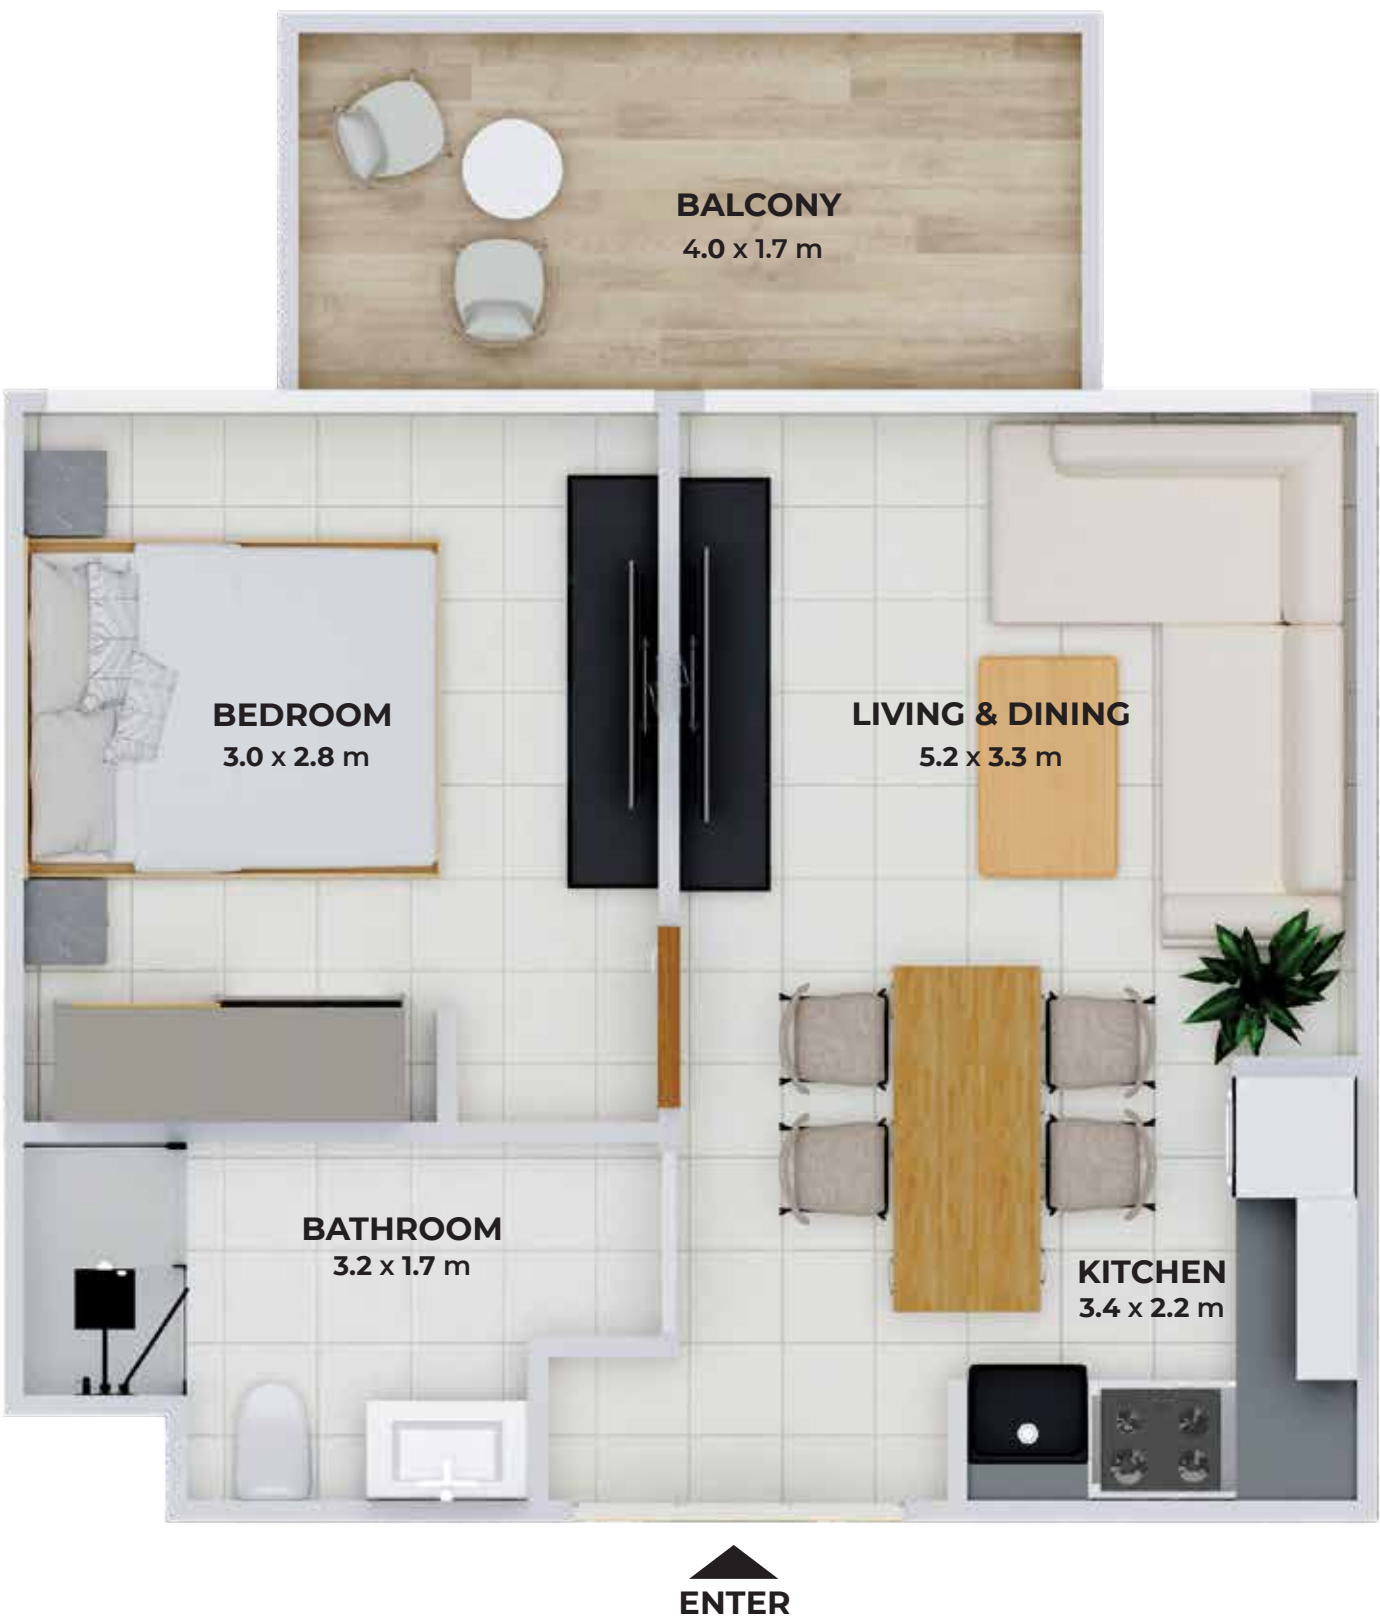 BALCONY
4.0 x 1.7 m
BEDROOM
3.0 x 2.8 m
LIVING & DINING
5.2 x 3.3 m
BATHROOM
3.2 x 1.7 m
KITCHEN
3.4 x 2.2 m
ENTER